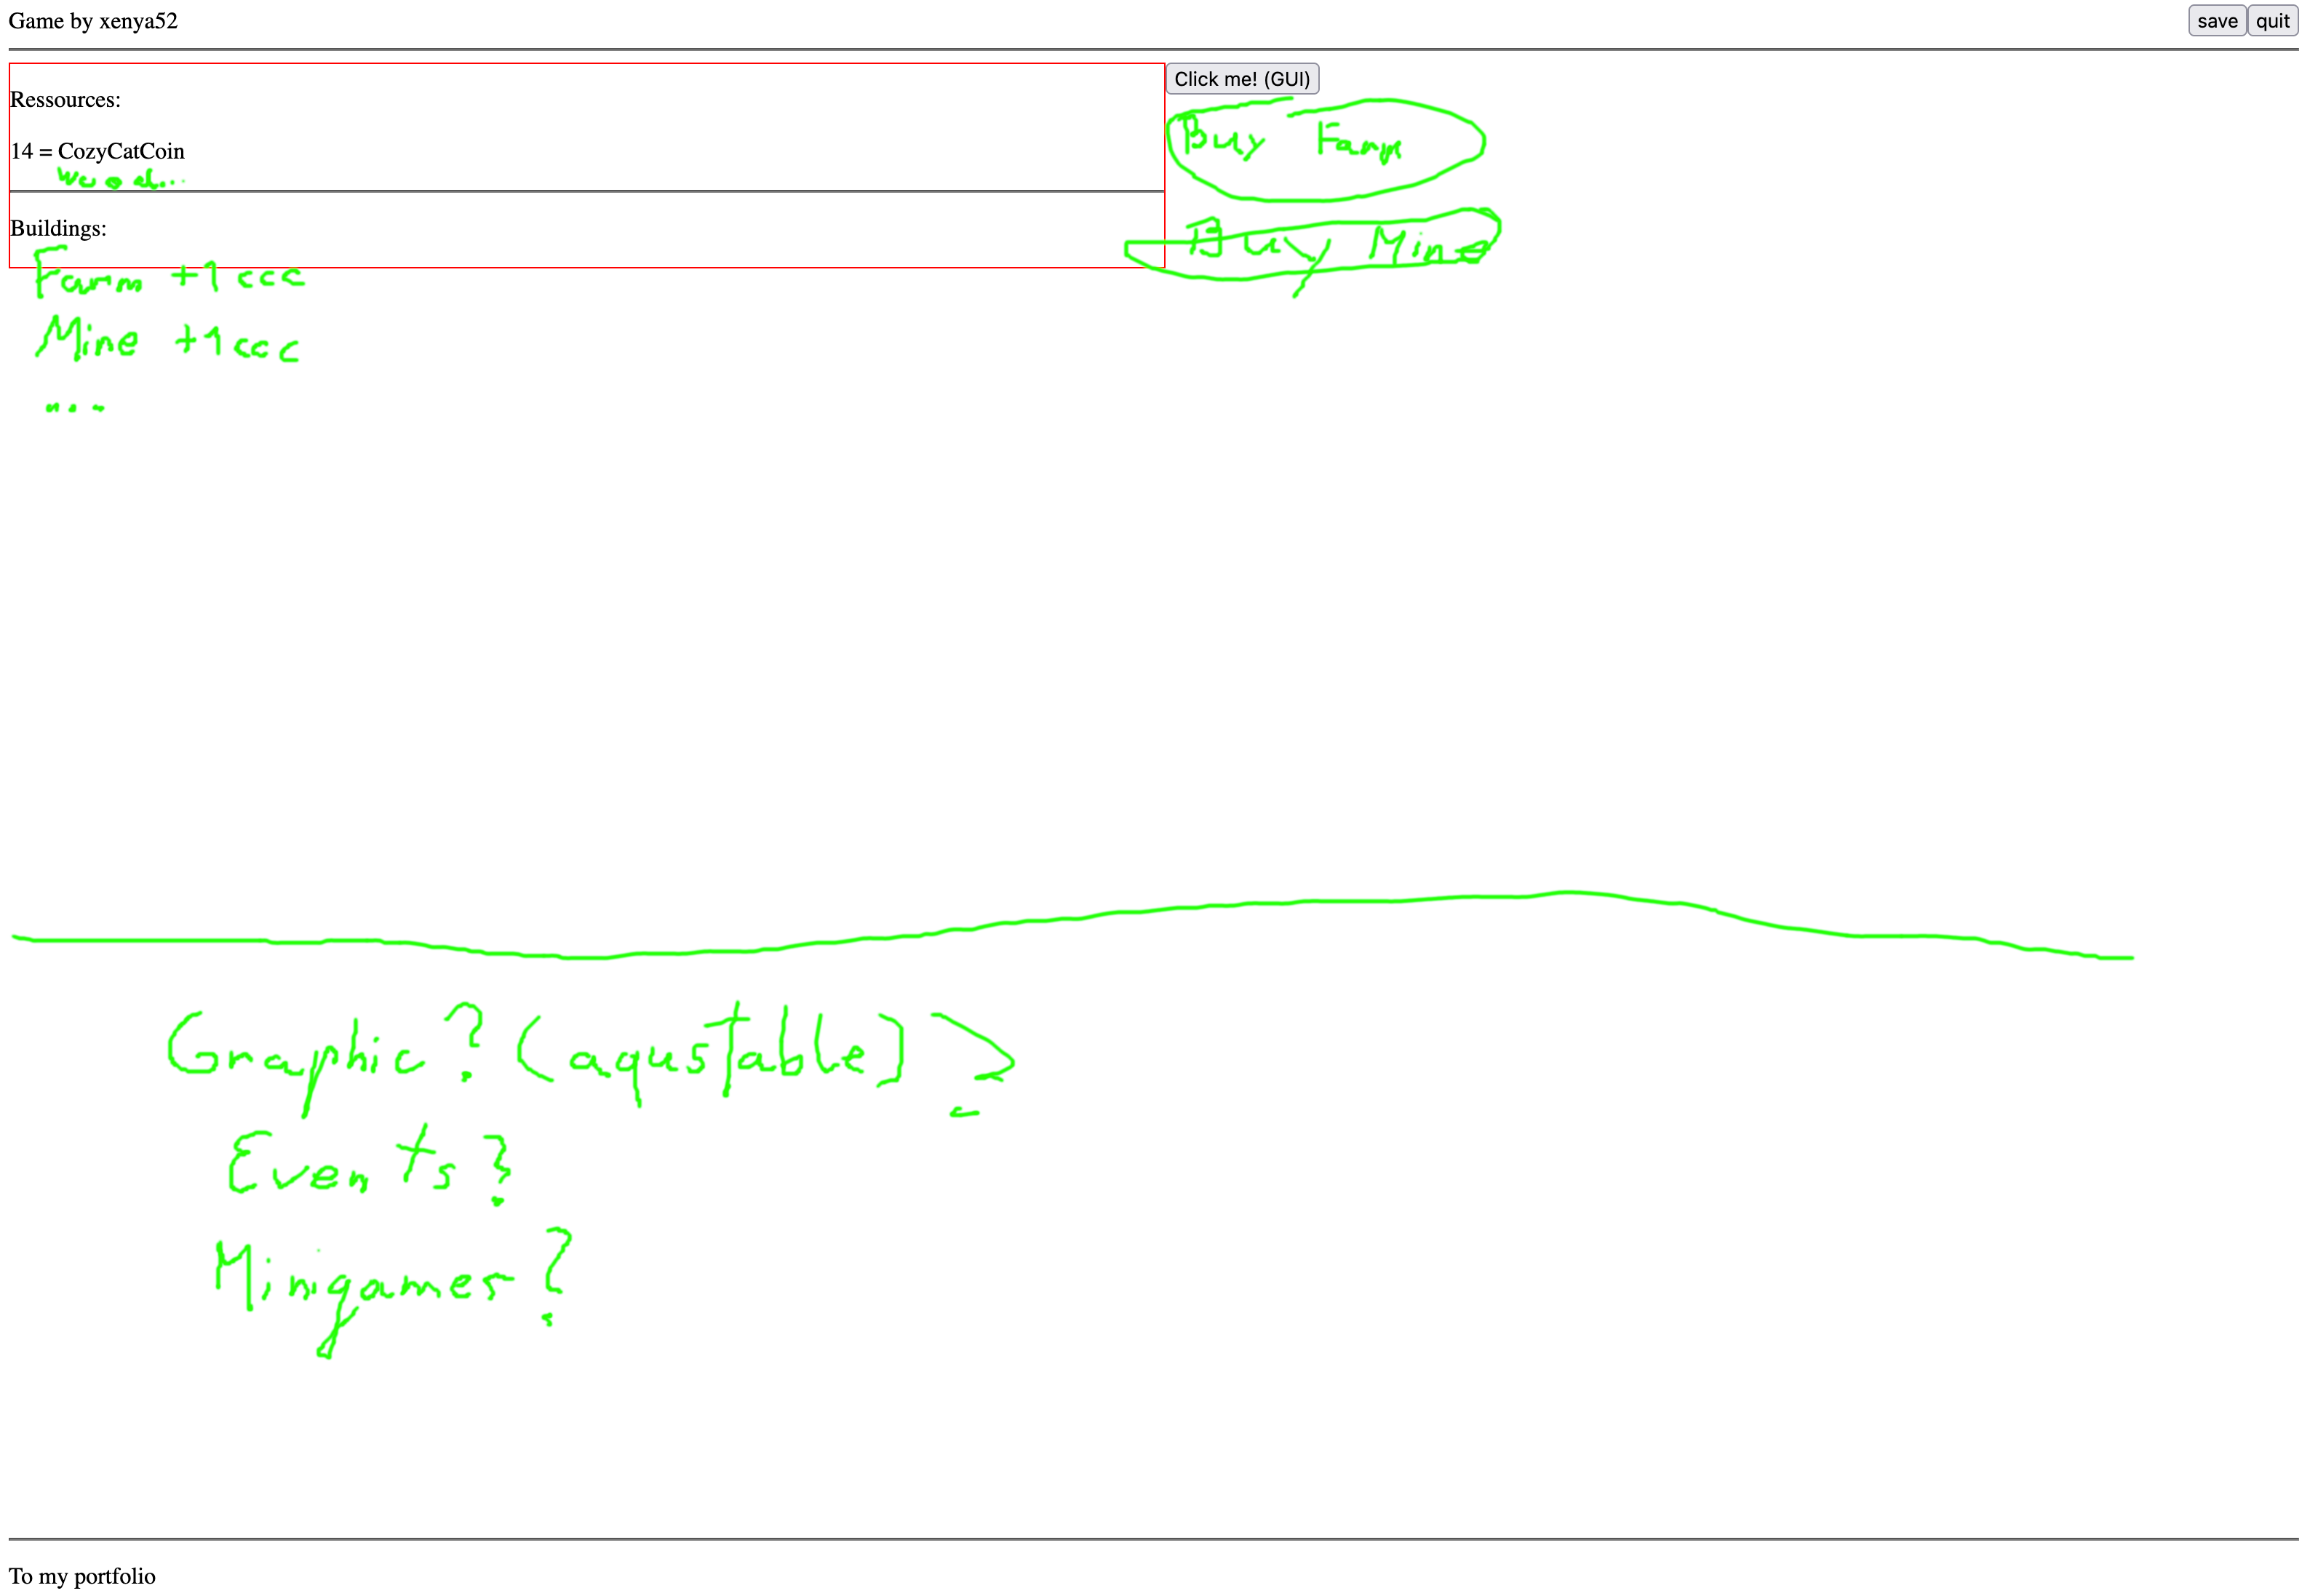 Game by xenya52 save quit
Ressources: Click me! (GUI)
14 = CozyCatCoin Buy Farm
Wood...
Buildings: Buy Mine
Farm +1 ccc
Mine +1 ccc
...
Graphic? (aqustable) ?
Events?
Minigames?
To my portfolio